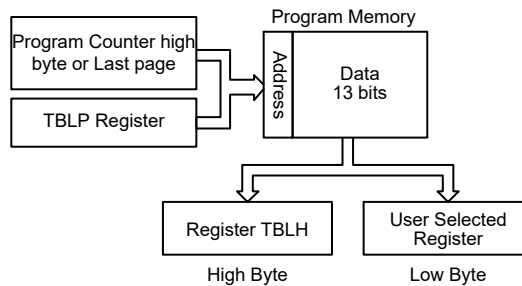 Program Memory
Program Counter high
byte or Last page
TBLP Register
Address
Data
13 bits
Register TBLH
User Selected
Register
High Byte
Low Byte